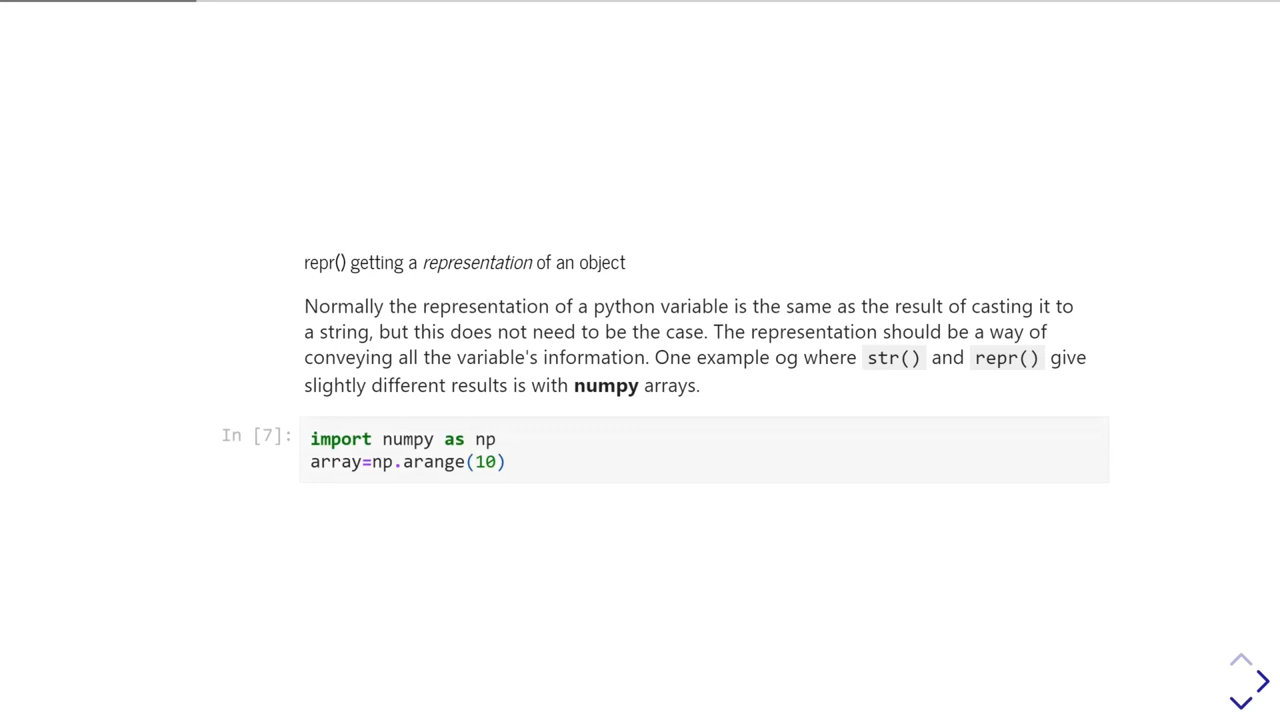 repr() getting a representation of an object
Normally the representation of a python variable is the same as the result of casting it to
a string, but this does not need to be the case. The representation should be a way of
conveying all the variable's information. One example og where str() and repr() give
slightly different results is with numpy arrays.
In [7]: import numpy as np
array=np.arange(10)